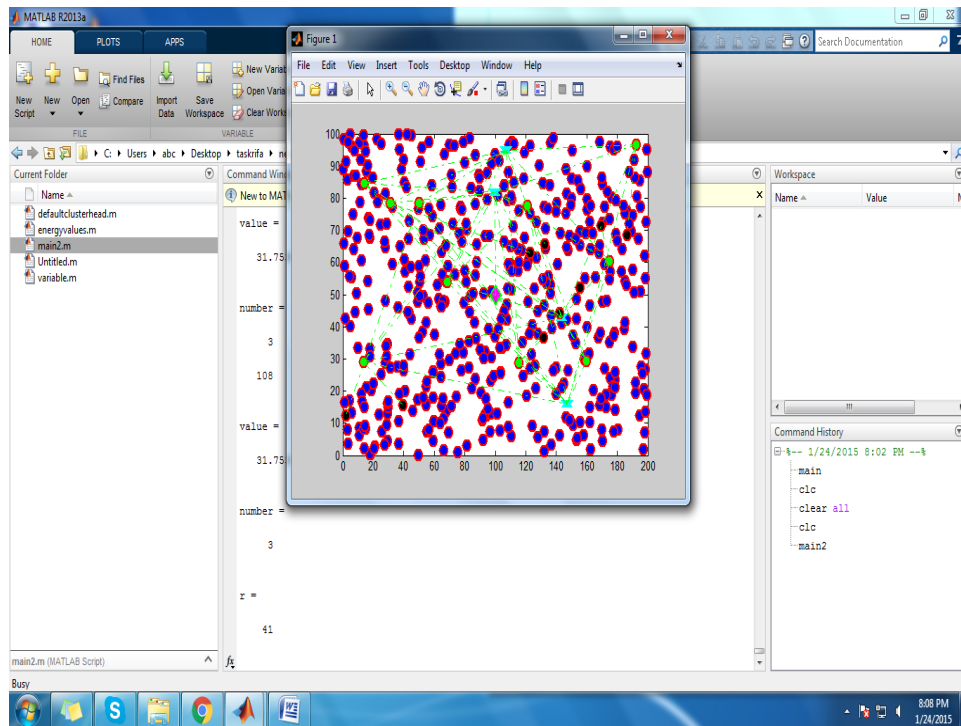 MATLAB R2013a
HOME PLOTS APPS
Search Documentation
New Script
New
Open
Find Files
Compare
Import Data
Save Workspace
New Variab
Open Varia
Clear Works
FILE
VARIABLE
C: Users abc Desktop taskrifa
Current Folder
Name
defaultclusterhead.m
energyvalues.m
main2.m
Untitled.m
variable.m
main2.m (MATLAB Script)
Busy
Command Wind
New to MAT
value =
31.75
number =
3
108
value =
31.75
number =
3
r =
41
fx
Figure 1
File Edit View Insert Tools Desktop Window Help
100
90
80
70
60
50
40
30
20
10
0
0 20 40 60 80 100 120 140 160 180 200
Workspace
Name Value
Command History
%-- 1/24/2015 8:02 PM --%
main
clc
clear all
clc
main2
8:08 PM
1/24/2015